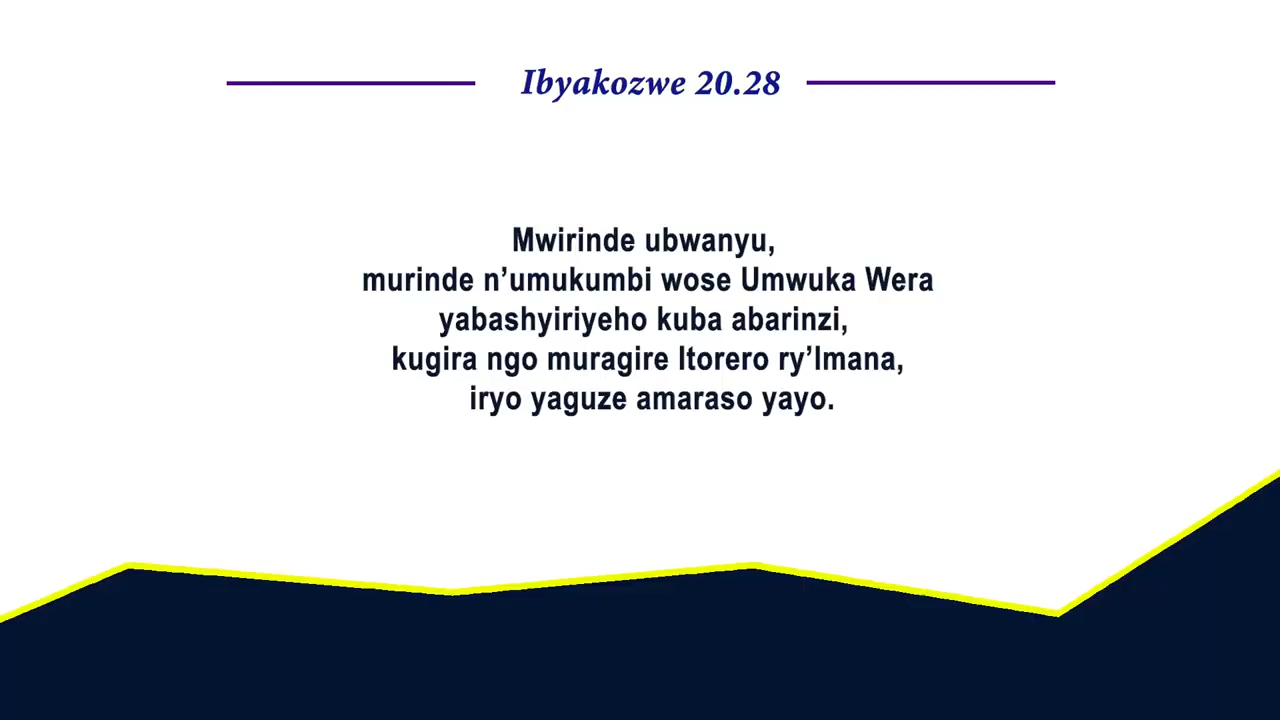 Ibyakozwe 20.28
Mwirinde ubwanyu,
murinde n’umukumbi wose Umwuka Wera
yabashyiriyeho kuba abarinzi,
kugira ngo muragire Itorero ry’Imana,
iryo yaguze amaraso yayo.